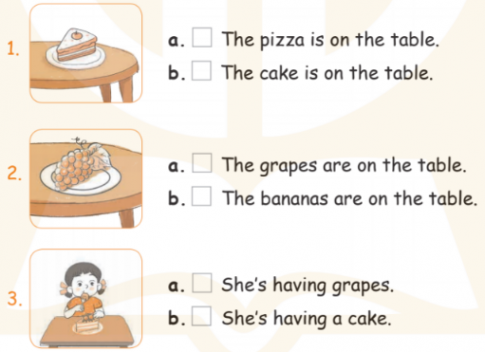 1.
a. The pizza is on the table.
b. The cake is on the table.
2.
a. The grapes are on the table.
b. The bananas are on the table.
3.
a. She's having grapes.
b. She's having a cake.